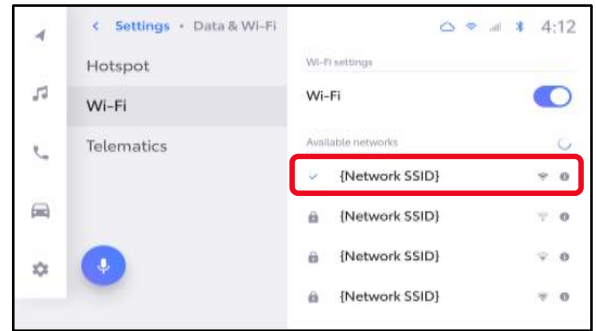 < Settings • Data & Wi-Fi
4:12
Hotspot
Wi-Fi
Telematics
Wi-Fi settings
Wi-Fi
Available networks
{Network SSID}
{Network SSID}
{Network SSID}
{Network SSID}